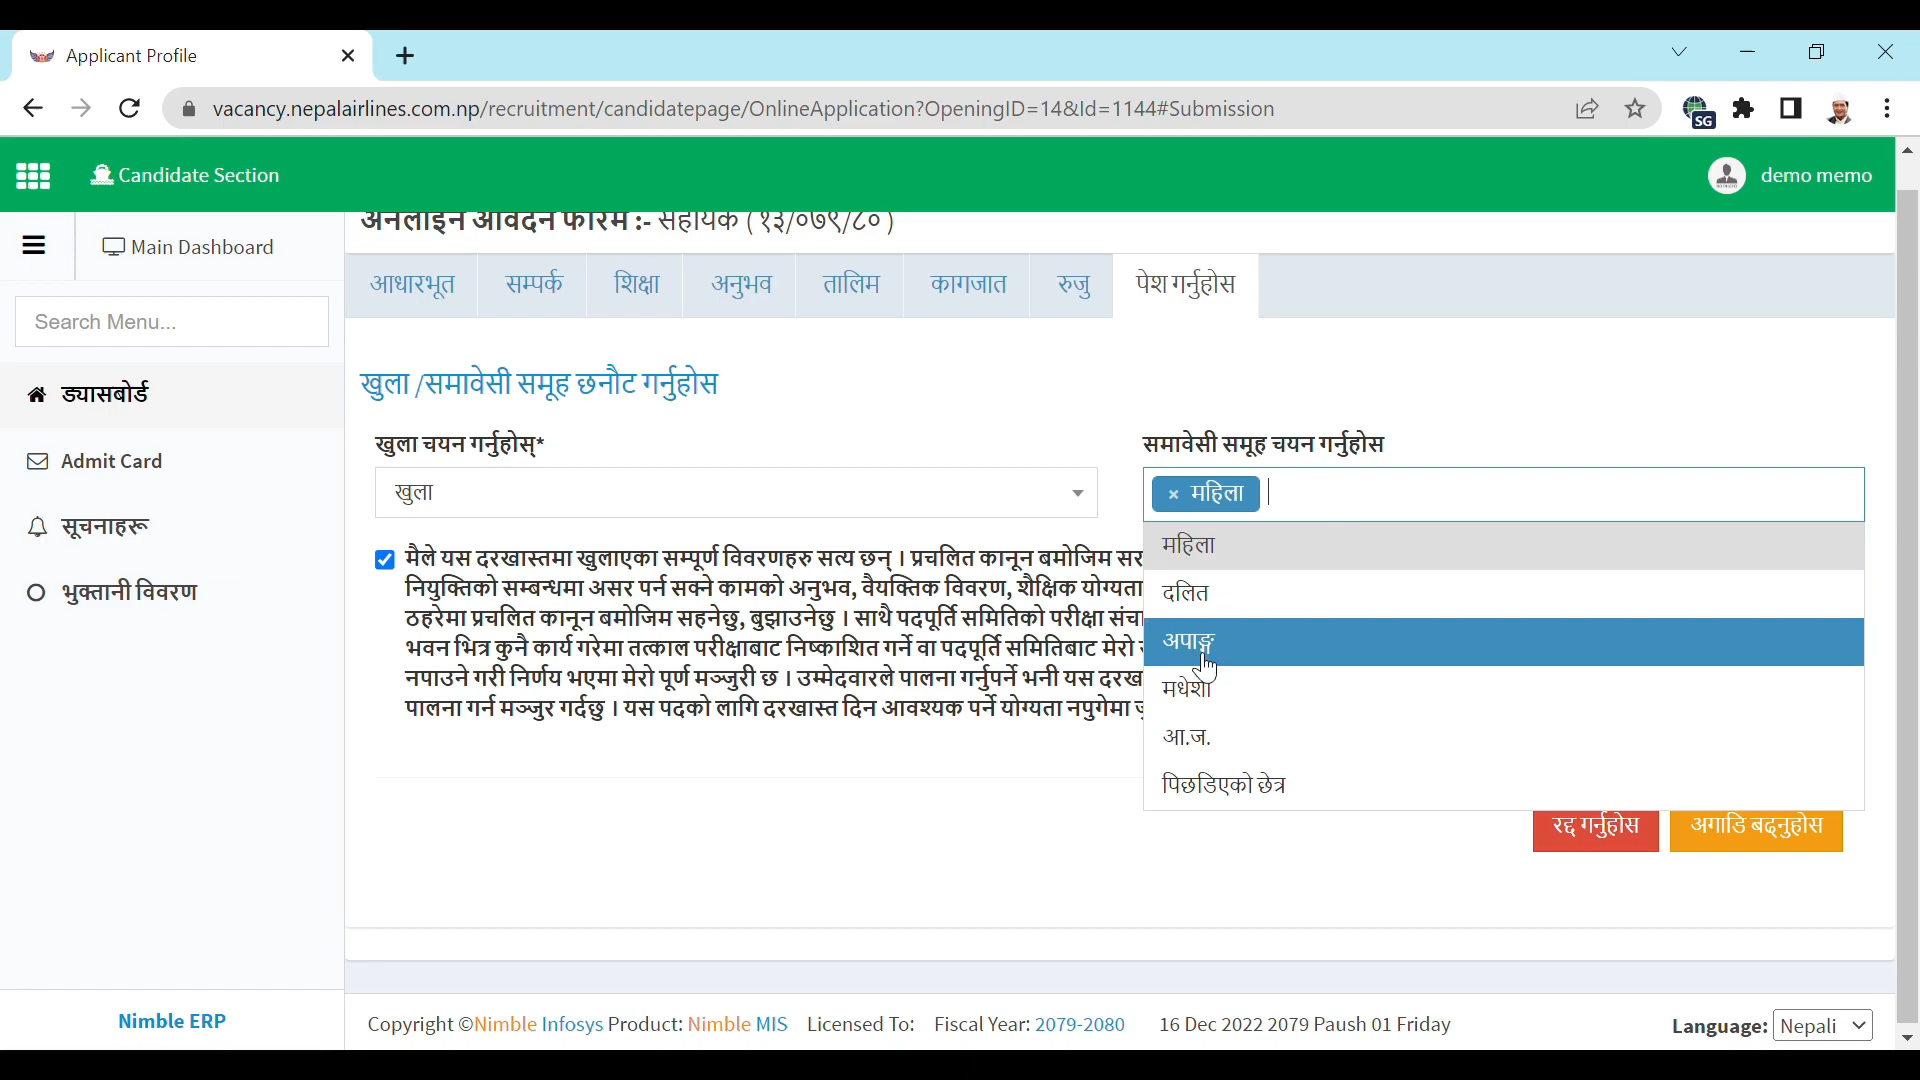 Applicant Profile
vacancy.nepalairlines.com.np/recruitment/candidatepage/OnlineApplication?OpeningID=14&Id=1144#Submission
SG
Candidate Section
demo memo
अनलाइन आवेदन फारम :- सहायक (१३/०७९/८०)
Main Dashboard
आधारभूत सम्पर्क शिक्षा अनुभव तालिम कागजात रुजु पेश गर्नुहोस
Search Menu...
खुला /समावेसी समूह छनौट गर्नुहोस
ड्यासबोर्ड
Admit Card
सूचनाहरू
भुक्तानी विवरण
खुला चयन गर्नुहोस्*
खुला
समावेसी समूह चयन गर्नुहोस
× महिला
महिला
दलित
अपाङ्ग
मधेशी
आ.ज.
पिछडिएको छेत्र
मैले यस दरखास्तमा खुलाएका सम्पूर्ण विवरणहरु सत्य छन् । प्रचलित कानून बमोजिम सर
नियुक्तिको सम्बन्धमा असर पर्न सक्ने कामको अनुभव, वैयक्तिक विवरण, शैक्षिक योग्यता
ठहरेमा प्रचलित कानून बमोजिम सहनेछु, बुझाउनेछु । साथै पदपूर्ति समितिको परीक्षा संचा
भवन भित्र कुनै कार्य गरेमा तत्काल परीक्षाबाट निष्काशित गर्ने वा पदपूर्ति समितिबाट मेरो
नपाउने गरी निर्णय भएमा मेरो पूर्ण मञ्जुरी छ । उम्मेदवारले पालना गर्नुपर्ने भनी यस दरखा
पालना गर्न मञ्जुर गर्दछु । यस पदको लागि दरखास्त दिन आवश्यक पर्ने योग्यता नपुगेमा
रद्द गर्नुहोस
अगाडि बढ्नुहोस
Nimble ERP
Copyright ©Nimble Infosys Product: Nimble MIS Licensed To: Fiscal Year: 2079-2080 16 Dec 2022 2079 Paush 01 Friday
Language: Nepali